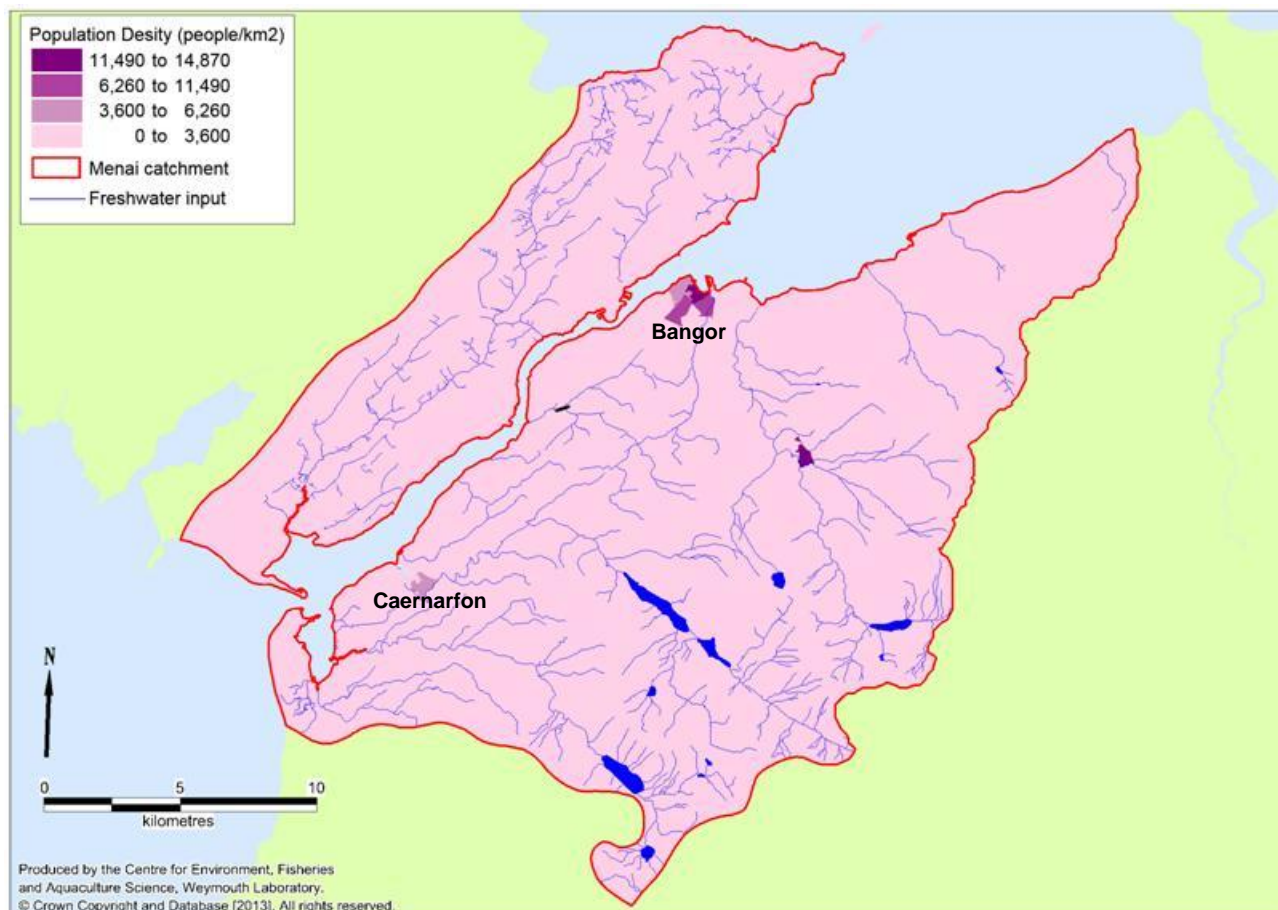 Population Desity (people/km2)
11,490 to 14,870
6,260 to 11,490
3,600 to 6,260
0 to 3,600
Menai catchment
Freshwater input
Bangor
Caernarfon
N
0 5 10
kilometres
Produced by the Centre for Environment, Fisheries
and Aquaculture Science, Weymouth Laboratory.
© Crown Copyright and Database [2013]. All rights reserved.